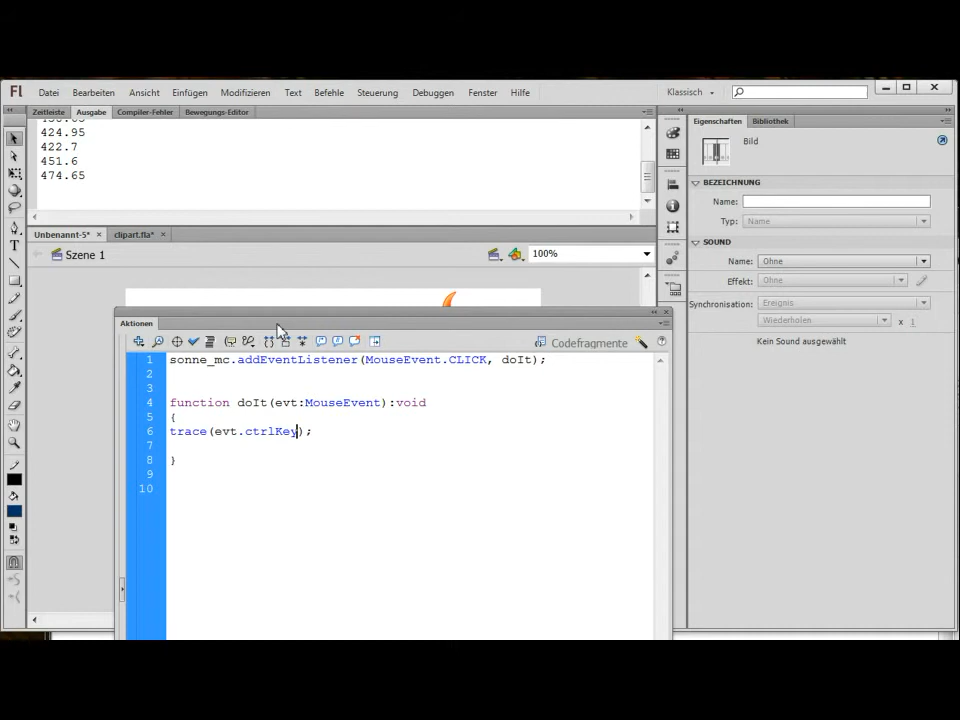 Fl Datei Bearbeiten Ansicht Einfügen Modifizieren Text Befehle Steuerung Debuggen Fenster Hilfe Klassisch
Zeitleiste Ausgabe Compiler-Fehler Bewegungs-Editor
424.95
422.7
451.6
474.65
Unbenannt-5* × clipart.fla* ×
Szene 1 100%
Aktionen
Codefragmente
1 sonne_mc.addEventListener(MouseEvent.CLICK, doIt);
2
3
4 function doIt(evt:MouseEvent):void
5 {
6 trace(evt.ctrlKey);
7
8 }
9
10
Eigenschaften Bibliothek
Bild
BEZEICHNUNG
Name:
Typ: Name
SOUND
Name: Ohne
Effekt: Ohne
Synchronisation: Ereignis
Wiederholen x 1
Kein Sound ausgewählt